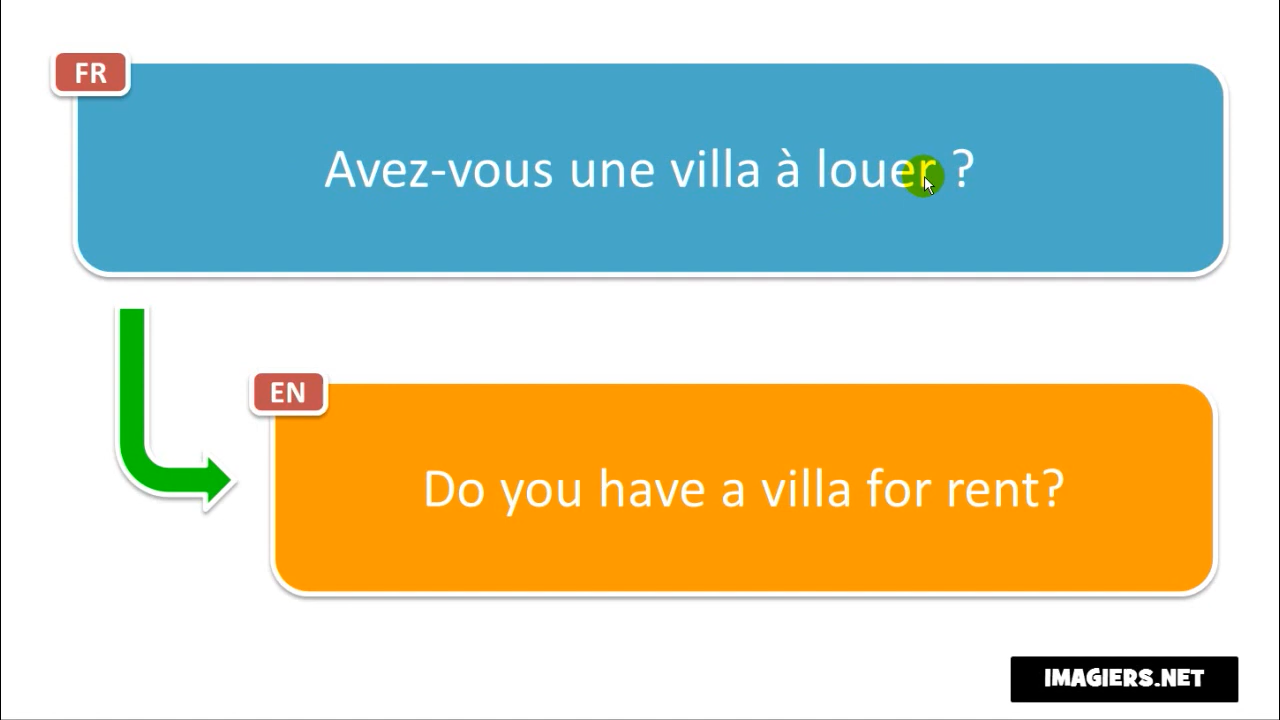 FR
Avez-vous une villa à louer ?
EN
Do you have a villa for rent?
IMAGIERS.NET